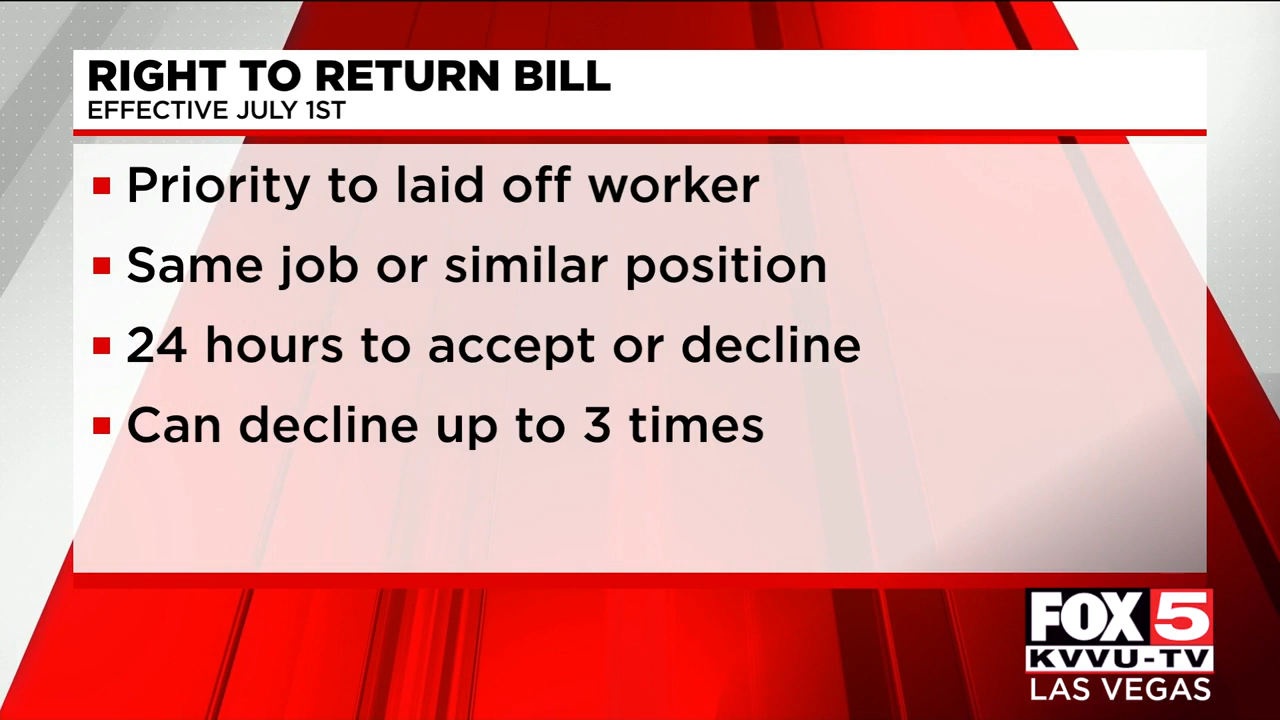 RIGHT TO RETURN BILL
EFFECTIVE JULY 1ST
Priority to laid off worker
Same job or similar position
24 hours to accept or decline
Can decline up to 3 times
FOX 5
KVVU-TV
LAS VEGAS